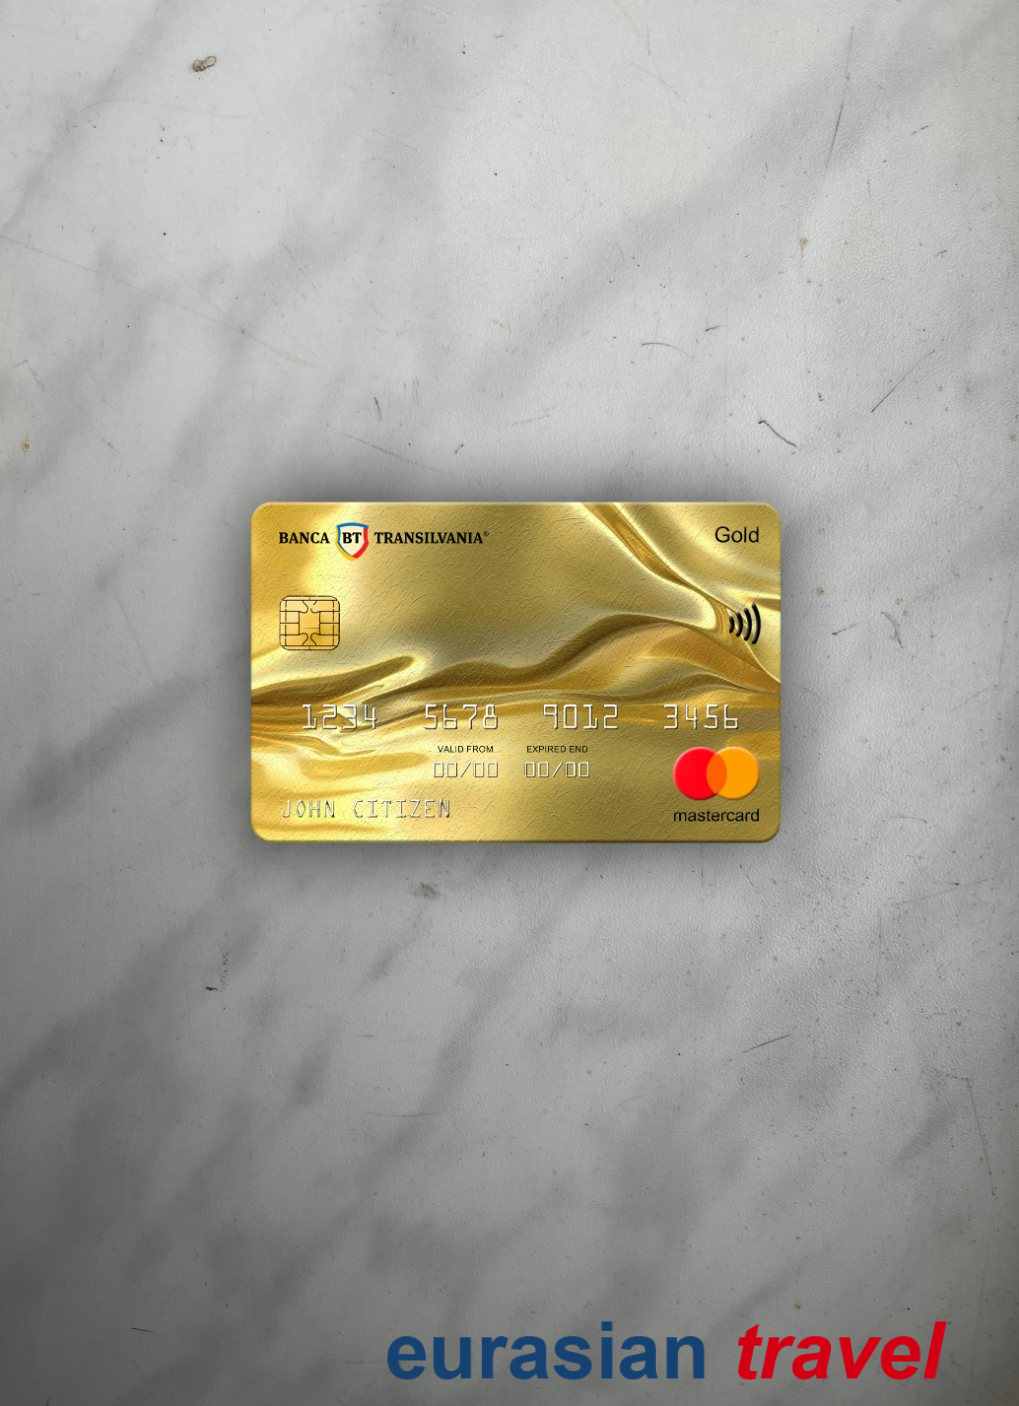 BANCA BT TRANSILVANIA®
Gold
1234 5678 9012 3456
VALID FROM EXPIRED END
00/00 00/00
JOHN CITIZEN
mastercard
eurasian travel